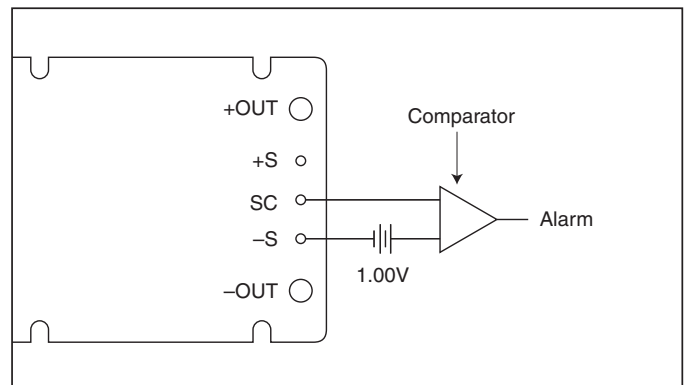 +OUT
Comparator
+S
SC
Alarm
–S
1.00V
–OUT